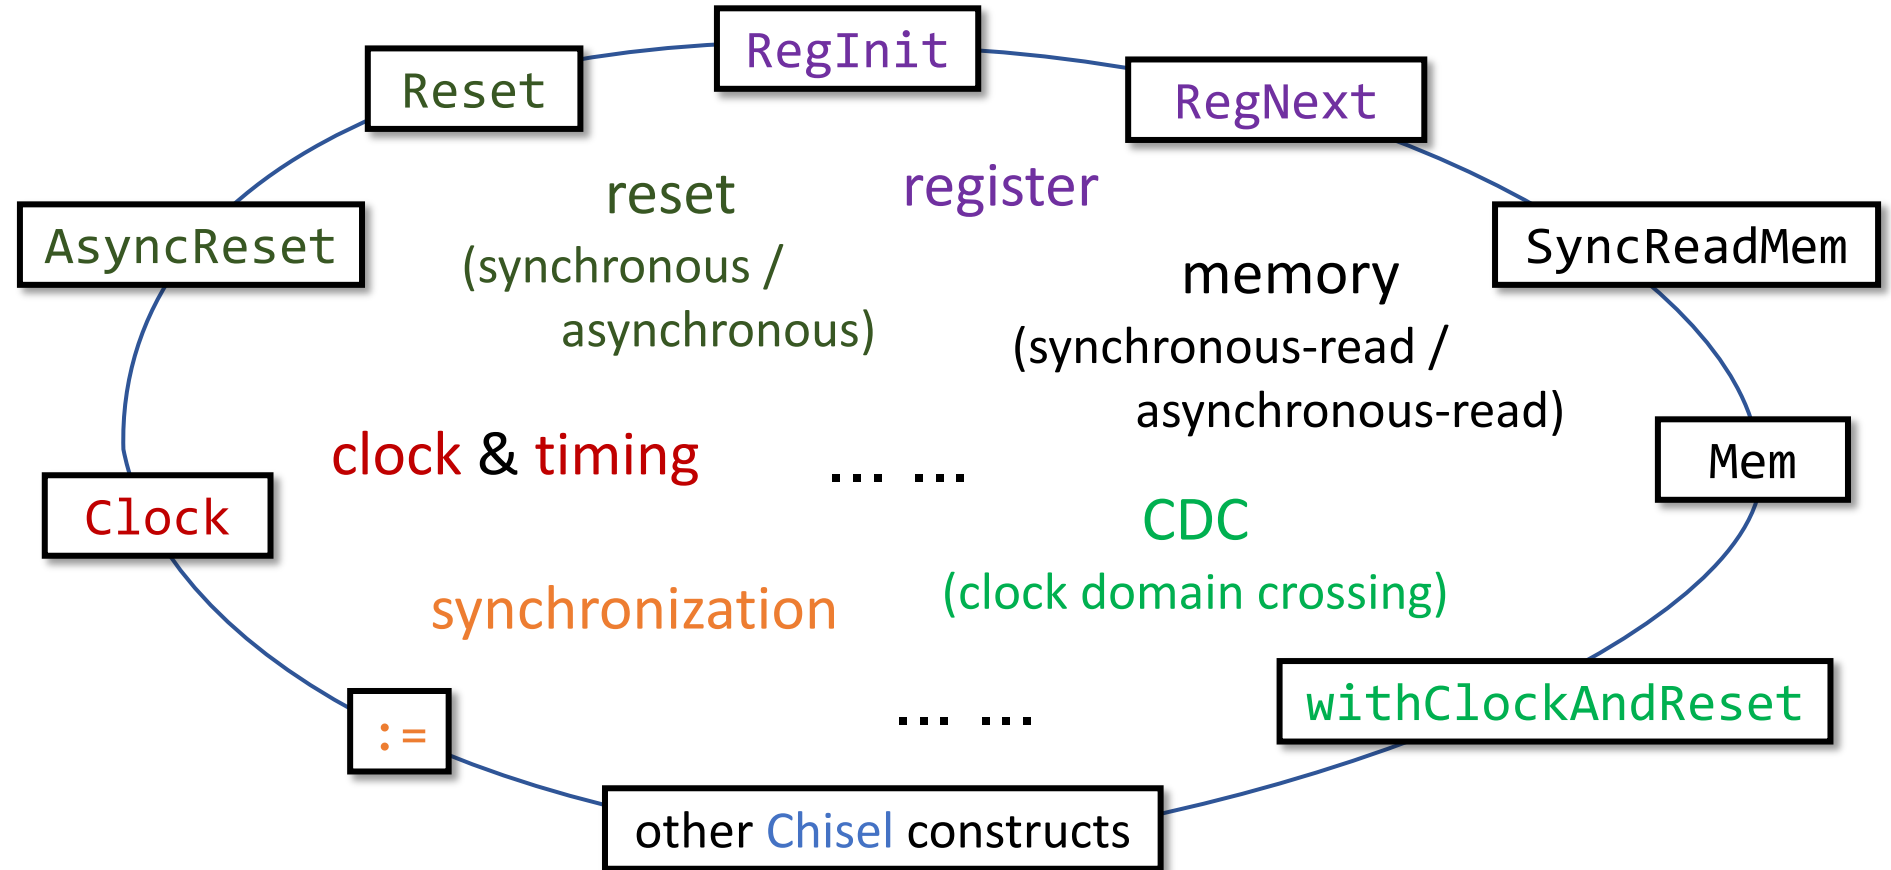 RegInit
Reset
RegNext
reset
register
AsyncReset
SyncReadMem
(synchronous /
asynchronous)
memory
(synchronous-read /
asynchronous-read)
clock & timing
... ...
Mem
Clock
CDC
(clock domain crossing)
synchronization
withClockAndReset
:=
... ...
other Chisel constructs